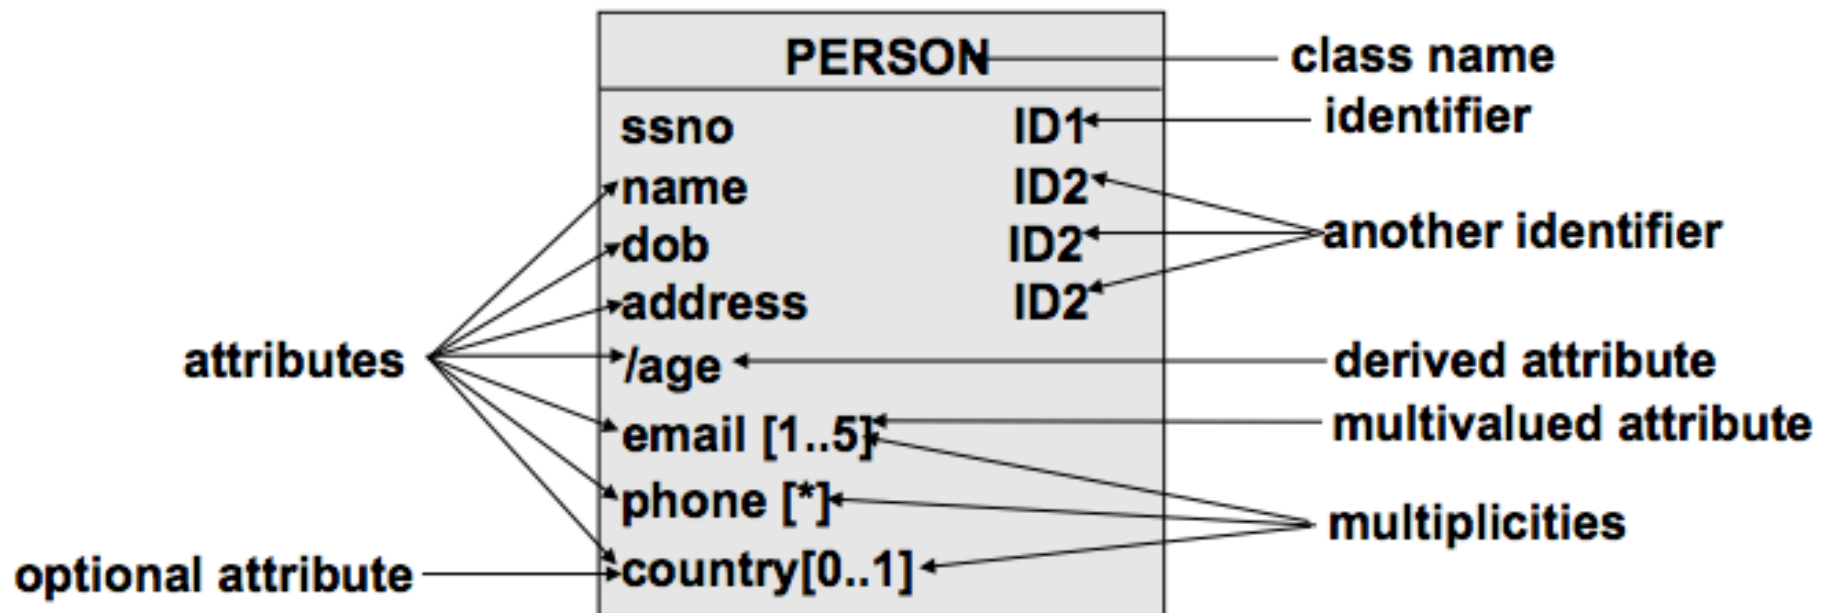 PERSON
class name
ssno ID1
identifier
name ID2
dob ID2
another identifier
address ID2
attributes
/age
derived attribute
email [1..5]
multivalued attribute
phone [*]
multiplicities
optional attribute
country[0..1]